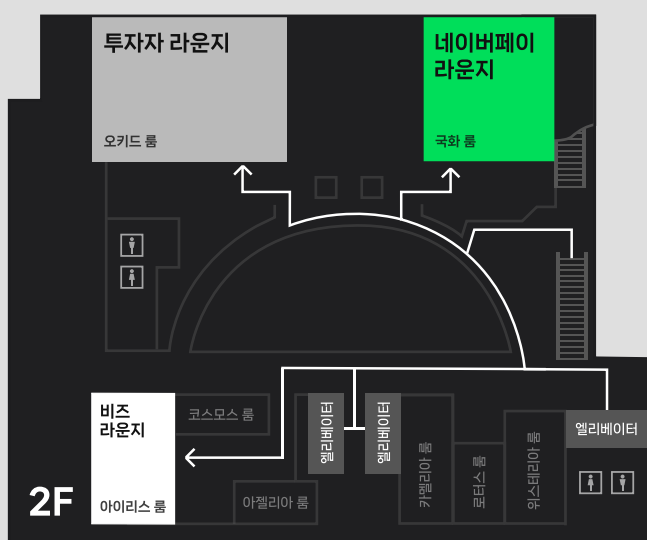 투자자 라운지
오키드 룸
네이버페이
라운지
국화 룸
비즈
라운지
아이리스 룸
코스모스 룸
아젤리아 룸
엘리베이터
엘리베이터
카멜리아 룸
로터스 룸
위스테리아 룸
엘리베이터
2F